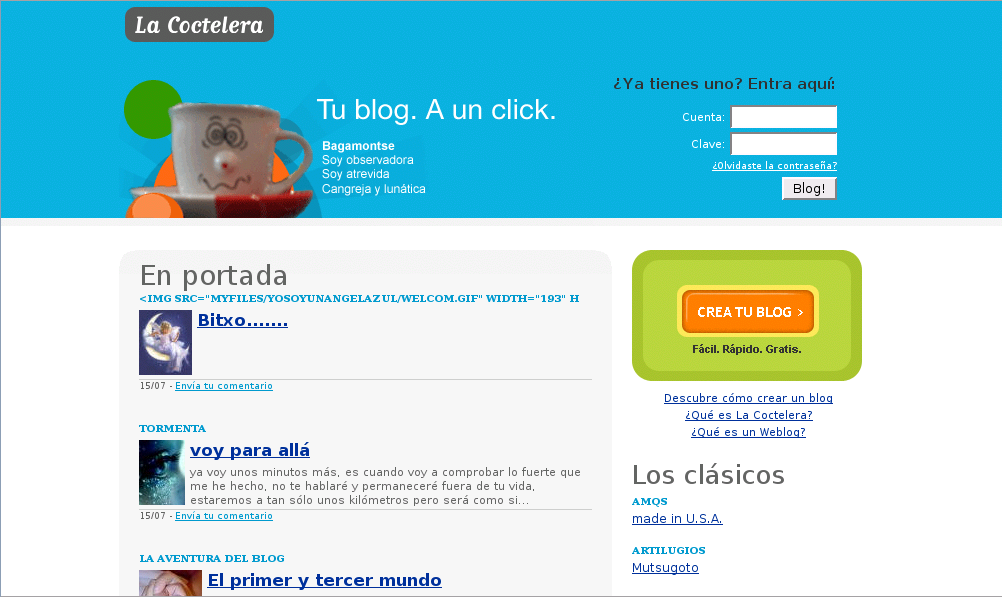 La Coctelera
¿Ya tienes uno? Entra aquí:
Tu blog. A un click.
Cuenta:
Clave:
Bagamontse
Soy observadora
Soy atrevida
Cangreja y lunática
¿Olvidaste la contraseña?
Blog!
En portada
<IMG SRC="MYFILES/YOSOYUNANGELAZUL/WELCOM.GIF" WIDTH="193" H
Bitxo.......
15/07 - Envía tu comentario
TORMENTA
voy para allá
ya voy unos minutos más, es cuando voy a comprobar lo fuerte que
me he hecho, no te hablaré y permaneceré fuera de tu vida,
estaremos a tan sólo unos kilómetros pero será como si...
15/07 - Envía tu comentario
LA AVENTURA DEL BLOG
El primer y tercer mundo
CREA TU BLOG >
Fácil. Rápido. Gratis.
Descubre cómo crear un blog
¿Qué es La Coctelera?
¿Qué es un Weblog?
Los clásicos
AMQS
made in U.S.A.
ARTILUGIOS
Mutsugoto